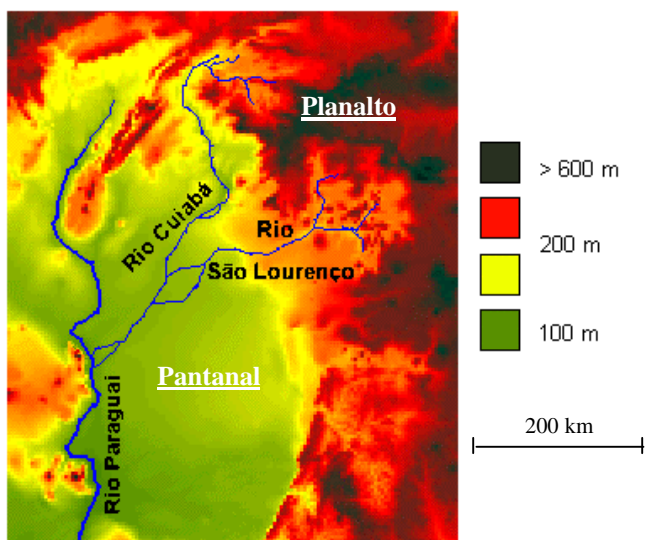 Planalto
Rio Cuiabá
Rio
São Lourenço
Pantanal
Rio Paraguai
> 600 m
200 m
100 m
200 km